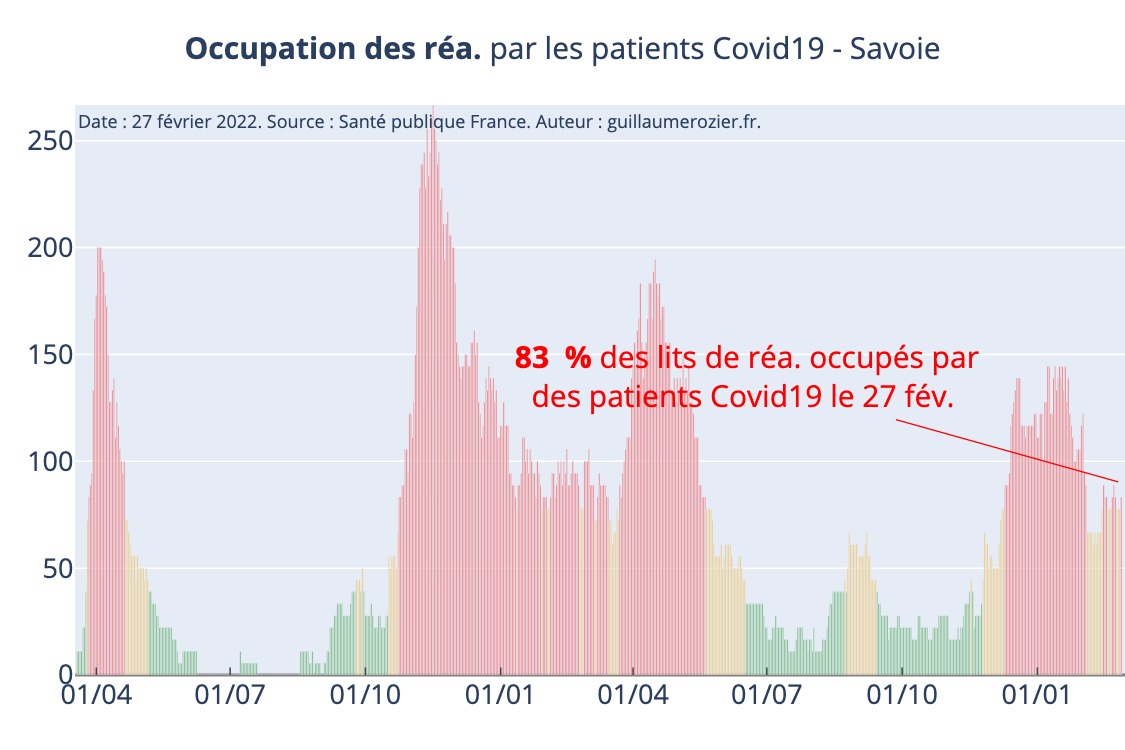 Occupation des réa. par les patients Covid19 - Savoie
Date : 27 février 2022. Source : Santé publique France. Auteur : guillaumerozier.fr.
250
200
150
100
50
0
83  % des lits de réa. occupés par
des patients Covid19 le 27 fév.
01/04 01/07 01/10 01/01 01/04 01/07 01/10 01/01